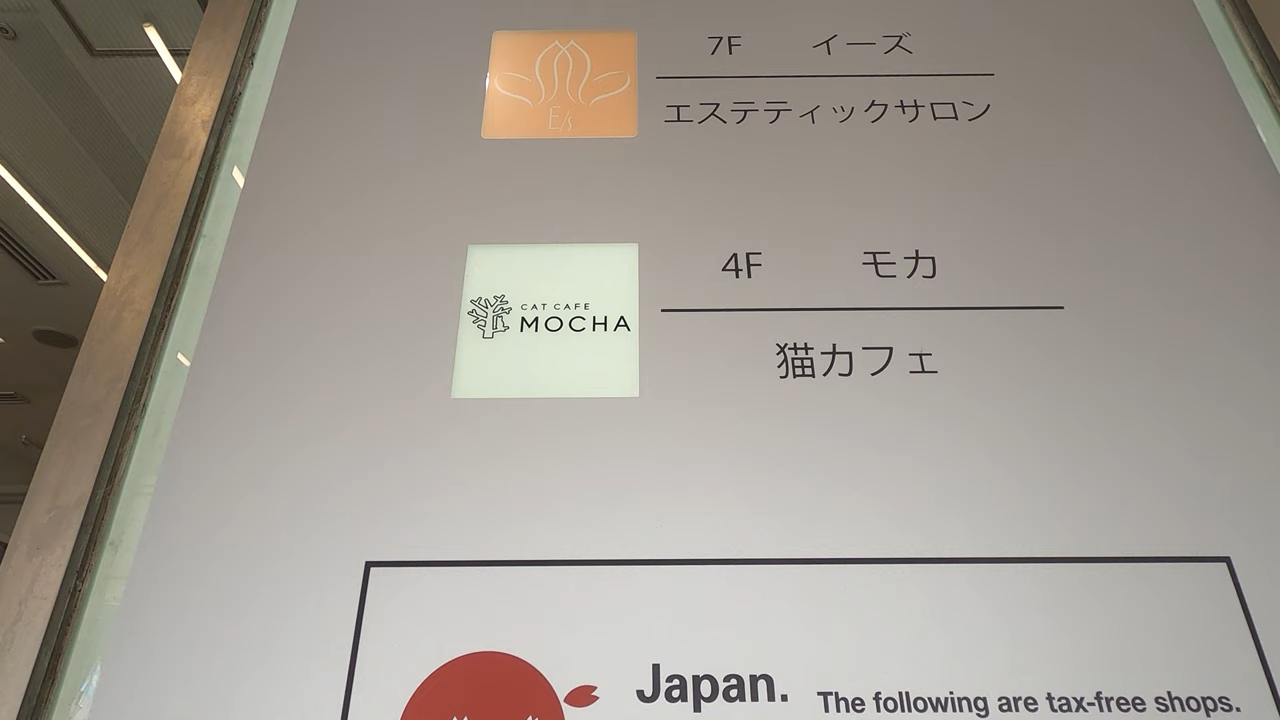 7F イーズ
エステティックサロン
E/s
4F モカ
CAT CAFE
MOCHA
猫カフェ
Japan.
The following are tax-free shops.